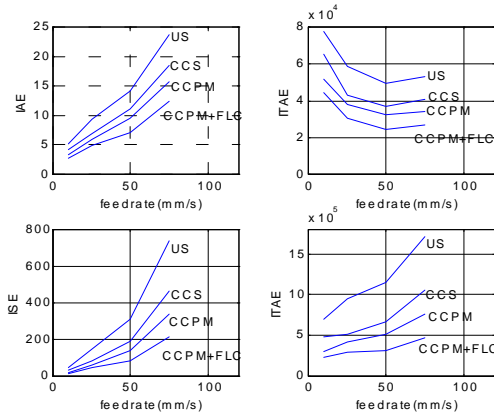 x 10^4
25
20
15
10
5
0
0
50
100
IAE
feedrate(mm/s)
US
CCS
CCPM
CCPM+FLC
8
6
4
2
0
0
50
100
ITAE
feedrate(mm/s)
US
CCS
CCPM
CCPM+FLC
800
600
400
200
0
0
50
100
ISE
feedrate(mm/s)
US
CCS
CCPM
CCPM+FLC
x 10^5
15
10
5
0
0
50
100
ITAE
feedrate(mm/s)
US
CCS
CCPM
CCPM+FLC